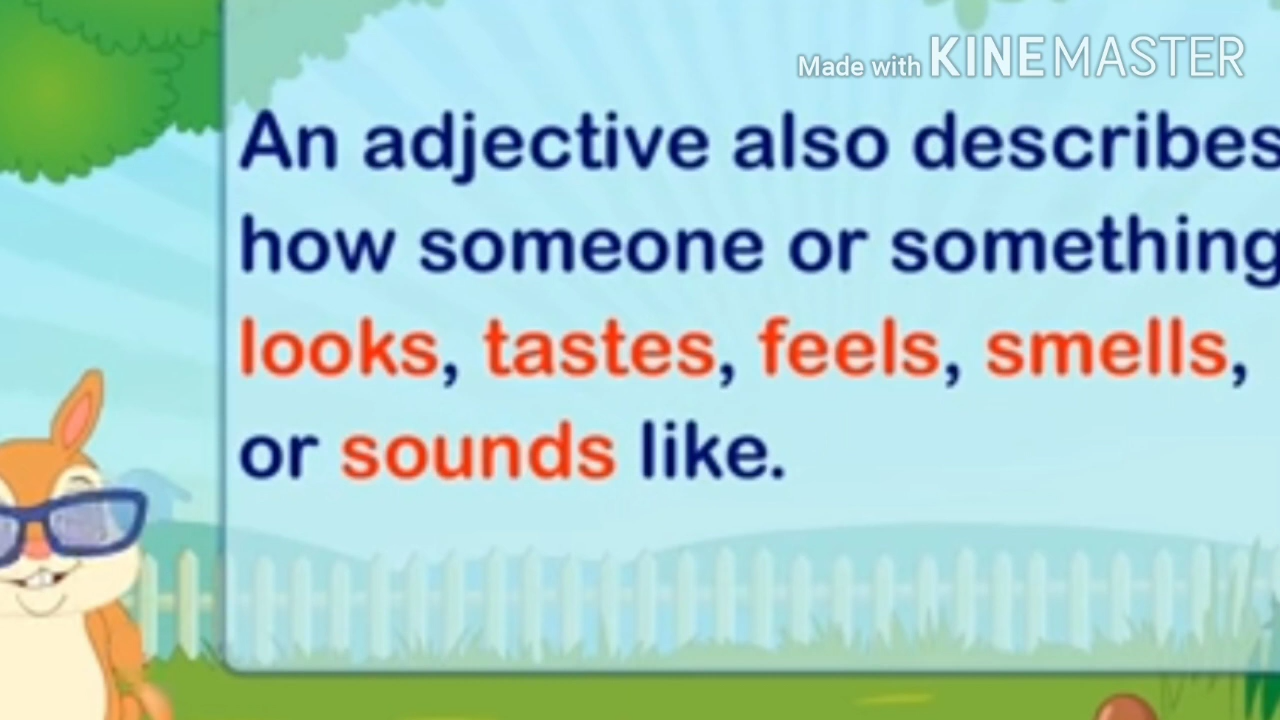 Made with KINEMASTER
An adjective also describes
how someone or something
looks, tastes, feels, smells,
or sounds like.